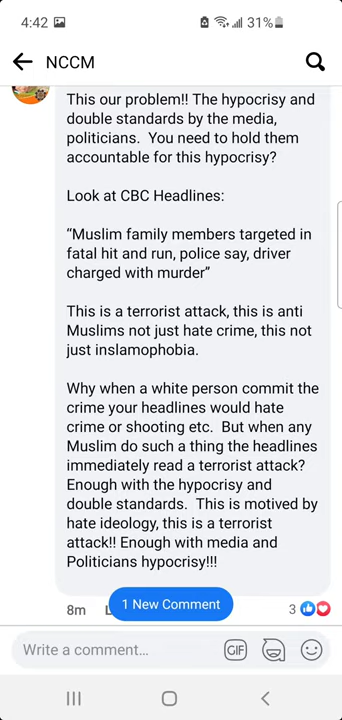 4:42 31%
NCCM
This our problem!! The hypocrisy and
double standards by the media,
politicians. You need to hold them
accountable for this hypocrisy?
Look at CBC Headlines:
“Muslim family members targeted in
fatal hit and run, police say, driver
charged with murder”
This is a terrorist attack, this is anti
Muslims not just hate crime, this not
just inslamophobia.
Why when a white person commit the
crime your headlines would hate
crime or shooting etc. But when any
Muslim do such a thing the headlines
immediately read a terrorist attack?
Enough with the hypocrisy and
double standards. This is motived by
hate ideology, this is a terrorist
attack!! Enough with media and
Politicians hypocrisy!!!
8m L 1 New Comment 3
Write a comment... GIF